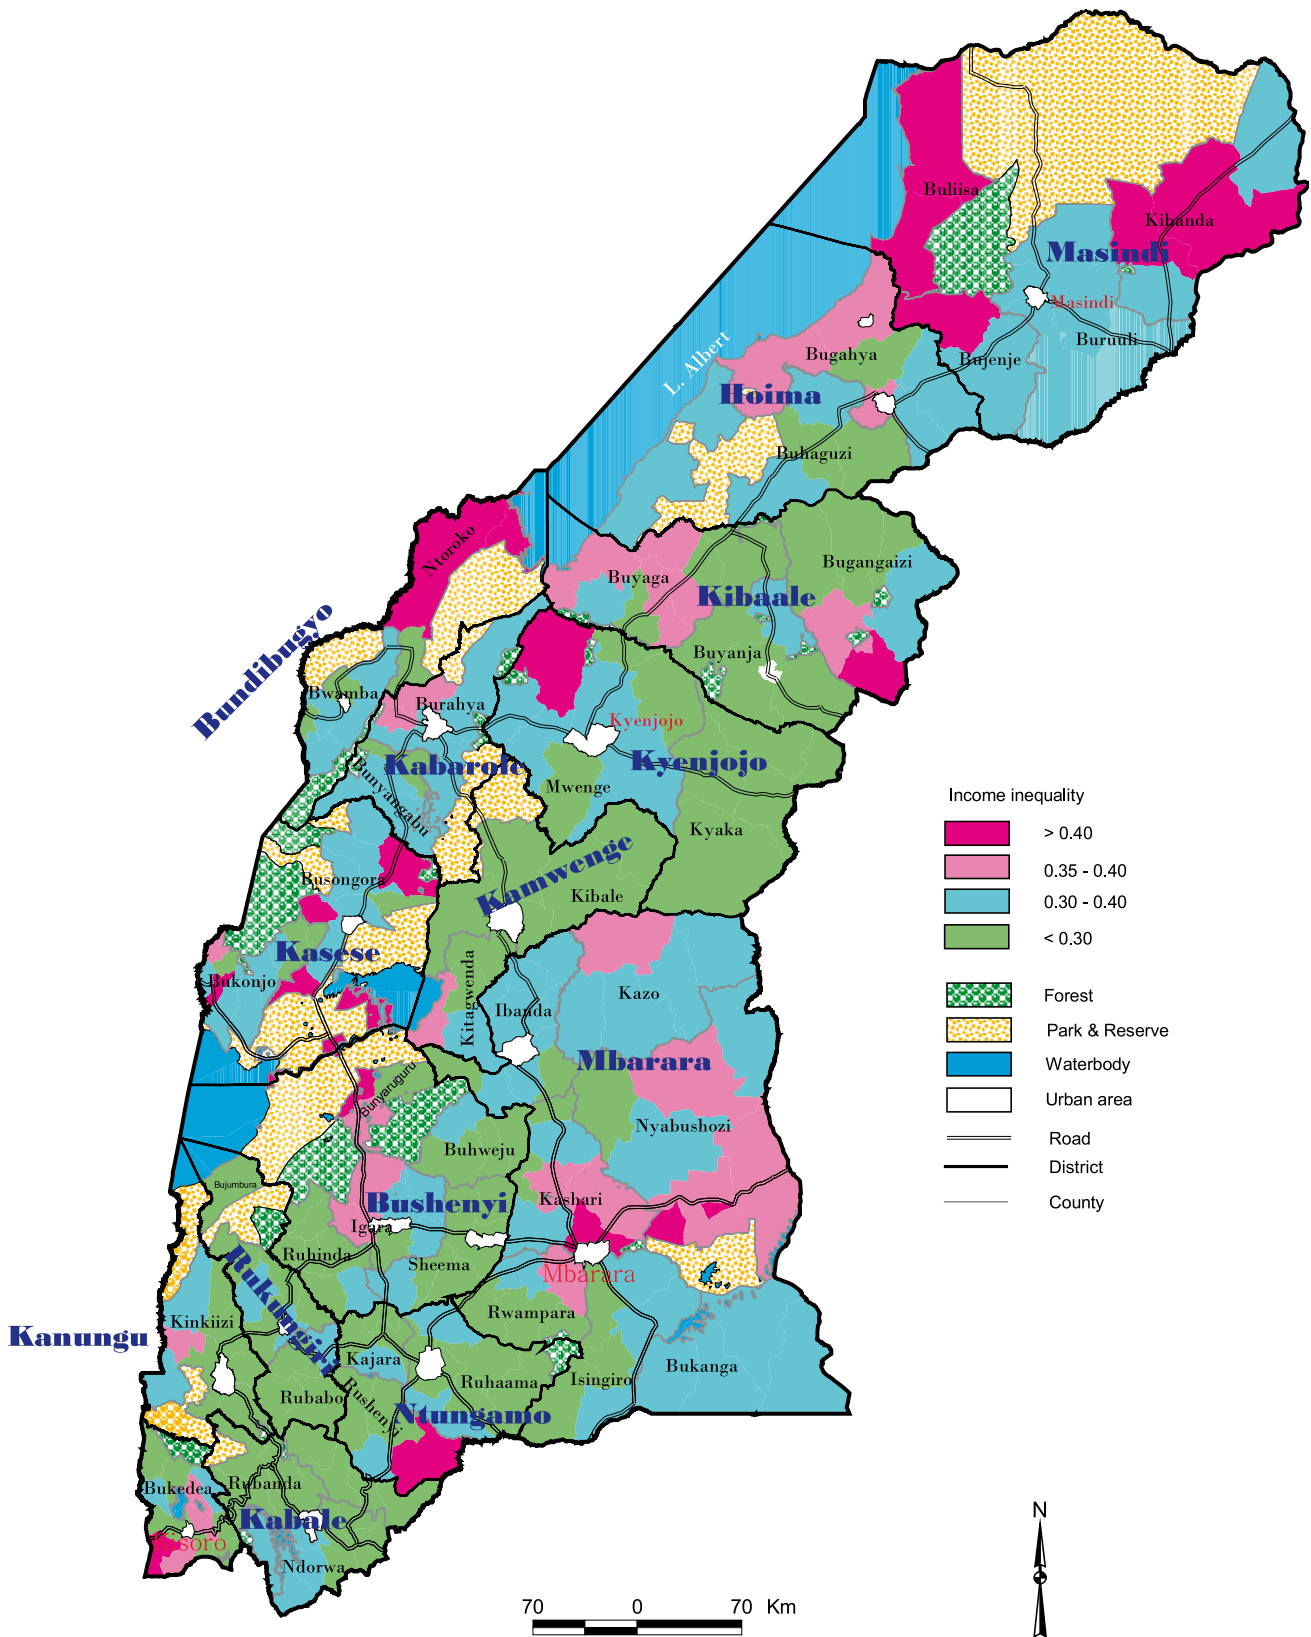 Buliisa
Kibanda
Masindi
Masindi
Buruuli
Bujenje
Bugahya
L. Albert
Hoima
Buhaguzi
Ntoroko
Bugangaizi
Buyaga
Kibaale
Buyanja
Bundibugyo
Bwamba
Burahya
Kyenjojo
Kabarole
Kyenjojo
Bunyangabu
Mwenge
Kyaka
Income inequality
> 0.40
0.35 - 0.40
0.30 - 0.40
< 0.30
Forest
Park & Reserve
Waterbody
Urban area
Road
District
County
Busongora
Kamwenge
Kibale
Kasese
Bukonjo
Kitagwenda
Ibanda
Kazo
Mbarara
Bunyaruguru
Nyabushozi
Buhweju
Bujumbura
Bushenyi
Kashari
Igara
Ruhinda
Sheema
Mbarara
Rukungiri
Kanungu
Kinkiizi
Rwampara
Kajara
Bukanga
Rubabo
Bushenyi
Ruhaama
Isingiro
Ntungamo
Bukedea
Rubanda
Kabale
Kisoro
Ndorwa
N
70 0 70 Km